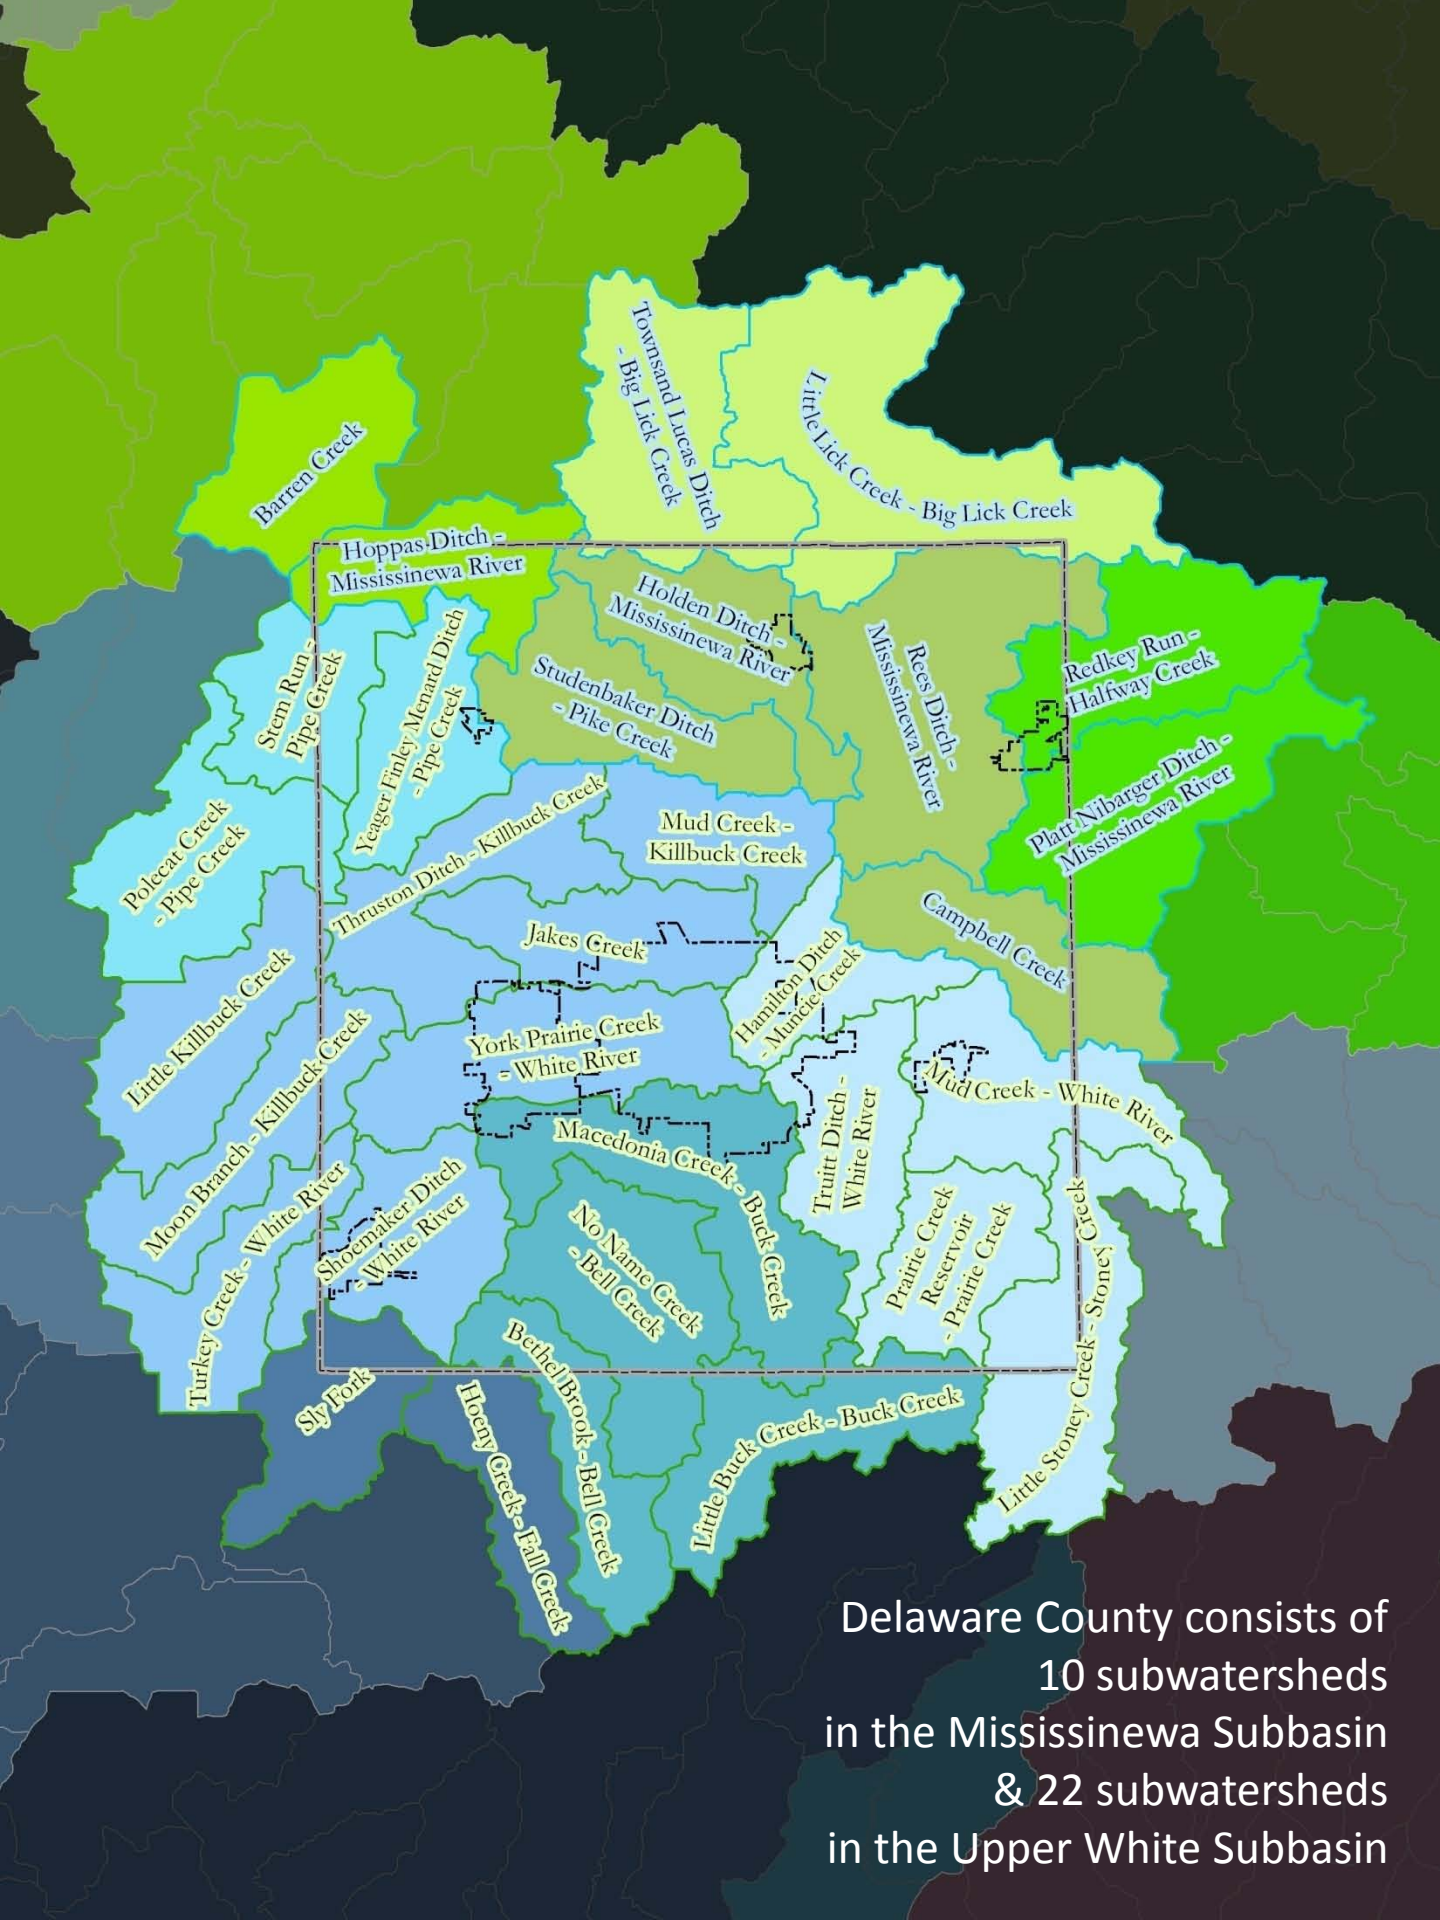 Townsand Lucas Ditch
- Big Lick Creek
Little Lick Creek - Big Lick Creek
Barren Creek
Hoppas Ditch -
Mississinewa River
Holden Ditch -
Mississinewa River
Studenbaker Ditch
- Pike Creek
Rees Ditch -
Mississinewa River
Redkey Run -
Halfway Creek
Platt Nibarger Ditch -
Mississinewa River
Stem Run -
Pipe Creek
Yeager Finley Menard Ditch
- Pipe Creek
Polecat Creek
- Pipe Creek
Thruston Ditch - Killbuck Creek
Mud Creek -
Killbuck Creek
Jakes Creek
Campbell Creek
Hamilton Ditch
- Muncie Creek
Little Killbuck Creek
York Prairie Creek
- White River
Moon Branch - Killbuck Creek
Mud Creek - White River
Truitt Ditch -
White River
Macedonia Creek - Buck Creek
Turkey Creek - White River
Shoemaker Ditch
- White River
No Name Creek
- Bell Creek
Prairie Creek
Reservoir
- Prairie Creek
Little Stoney Creek - Stoney Creek
Sly Fork
Hoeny Creek - Fall Creek
Bethel Brook - Bell Creek
Little Buck Creek - Buck Creek
Delaware County consists of
10 subwatersheds
in the Mississinewa Subbasin
& 22 subwatersheds
in the Upper White Subbasin